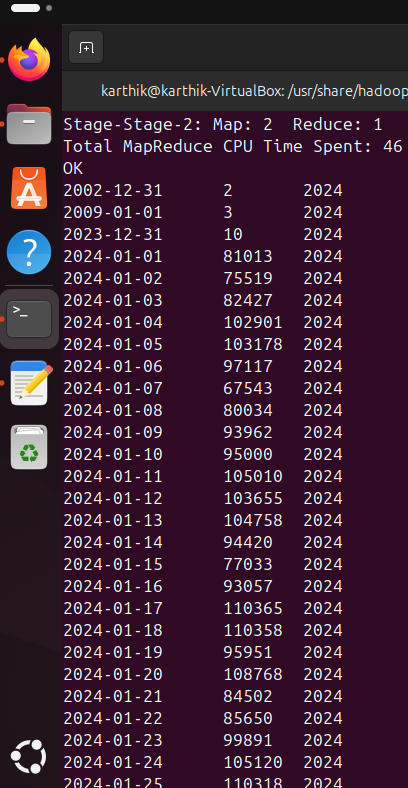 karthik@karthik-VirtualBox: /usr/share/hadoop
Stage-Stage-2: Map: 2  Reduce: 1
Total MapReduce CPU Time Spent: 46
OK
2002-12-31	2	2024
2009-01-01	3	2024
2023-12-31	10	2024
2024-01-01	81013	2024
2024-01-02	75519	2024
2024-01-03	82427	2024
2024-01-04	102901	2024
2024-01-05	103178	2024
2024-01-06	97117	2024
2024-01-07	67543	2024
2024-01-08	80034	2024
2024-01-09	93962	2024
2024-01-10	95000	2024
2024-01-11	105010	2024
2024-01-12	103655	2024
2024-01-13	104758	2024
2024-01-14	94420	2024
2024-01-15	77033	2024
2024-01-16	93057	2024
2024-01-17	110365	2024
2024-01-18	110358	2024
2024-01-19	95951	2024
2024-01-20	108768	2024
2024-01-21	84502	2024
2024-01-22	85650	2024
2024-01-23	99891	2024
2024-01-24	105120	2024
2024-01-25	110318	2024